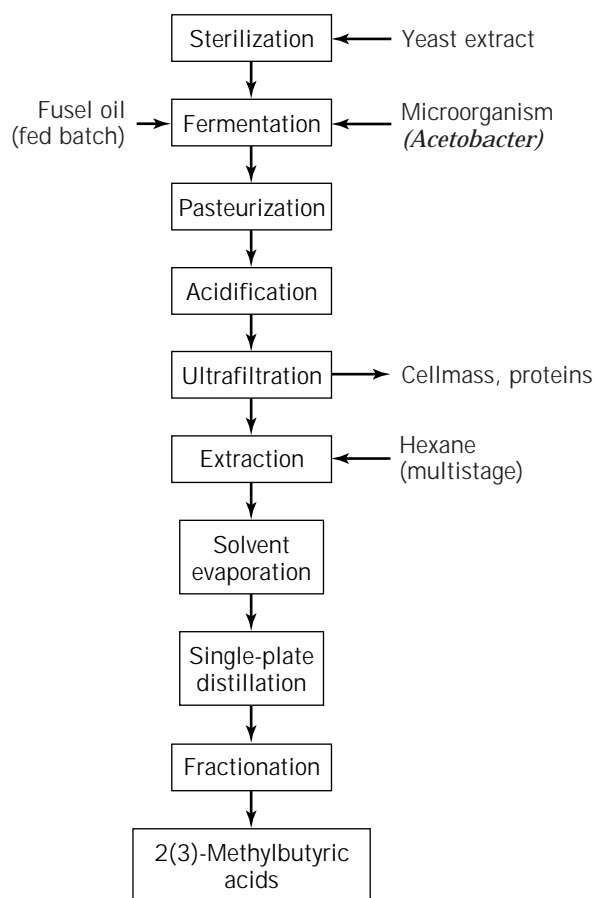 Sterilization
Yeast extract
Fusel oil
(fed batch)
Fermentation
Microorganism
(Acetobacter)
Pasteurization
Acidification
Ultrafiltration
Cellmass, proteins
Extraction
Hexane
(multistage)
Solvent
evaporation
Single-plate
distillation
Fractionation
2(3)-Methylbutyric
acids